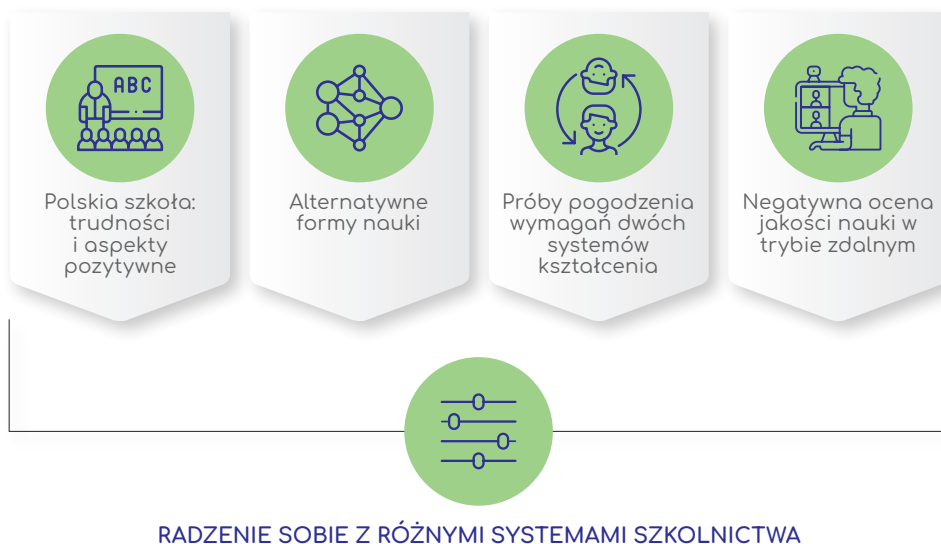 ABC
Polskia szkoła:
trudności
i aspekty
pozytywne
Alternatywne
formy nauki
Próby pogodzenia
wymagań dwóch
systemów
kształcenia
Negatywna ocena
jakości nauki w
trybie zdalnym
RADZENIE SOBIE Z RÓŻNYMI SYSTEMAMI SZKOLNICTWA